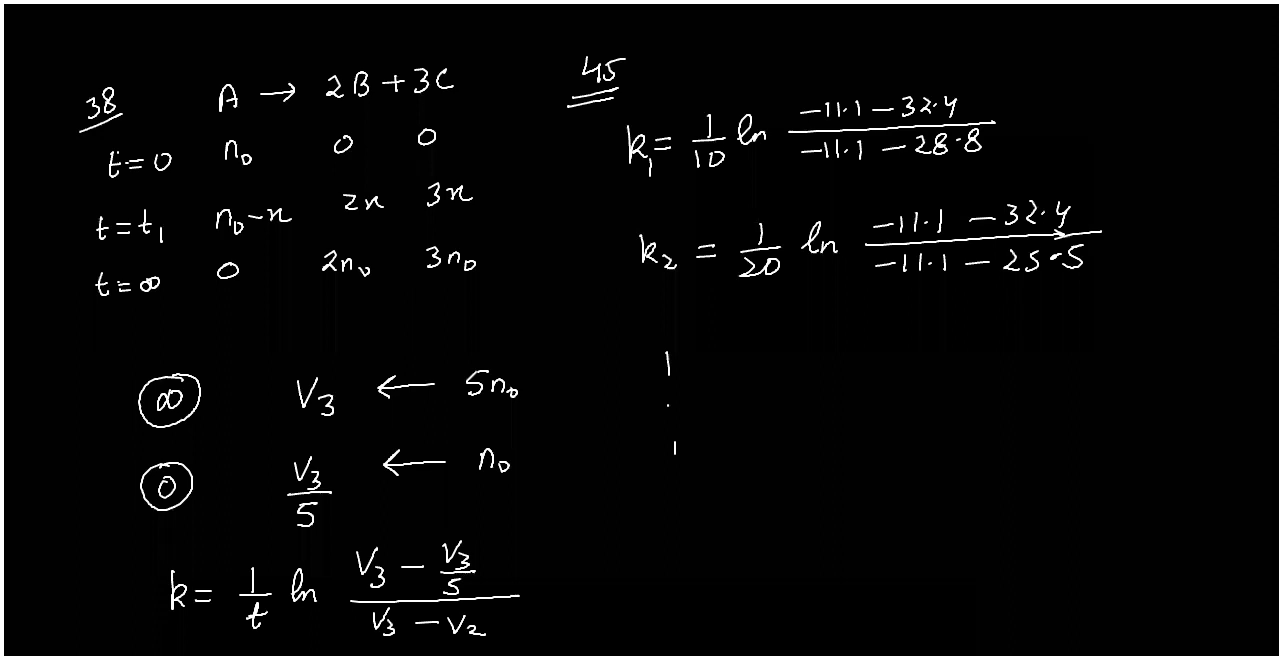 38 A → 2B + 3C
t=0 n₀ 0 0
t=t₁ n₀-x 2x 3x
t=∞ 0 2n₀ 3n₀
∞ V₃ ← 5n₀
0 V₃/5 ← n₀
k= 1/t ln (V₃ - V₃/5)/(V₃ - V₂)
45
k₁= 1/10 ln (-11.1 - 32.4)/(-11.1 - 28.8)
k₂ = 1/20 ln (-11.1 - 32.4)/(-11.1 - 25.5)